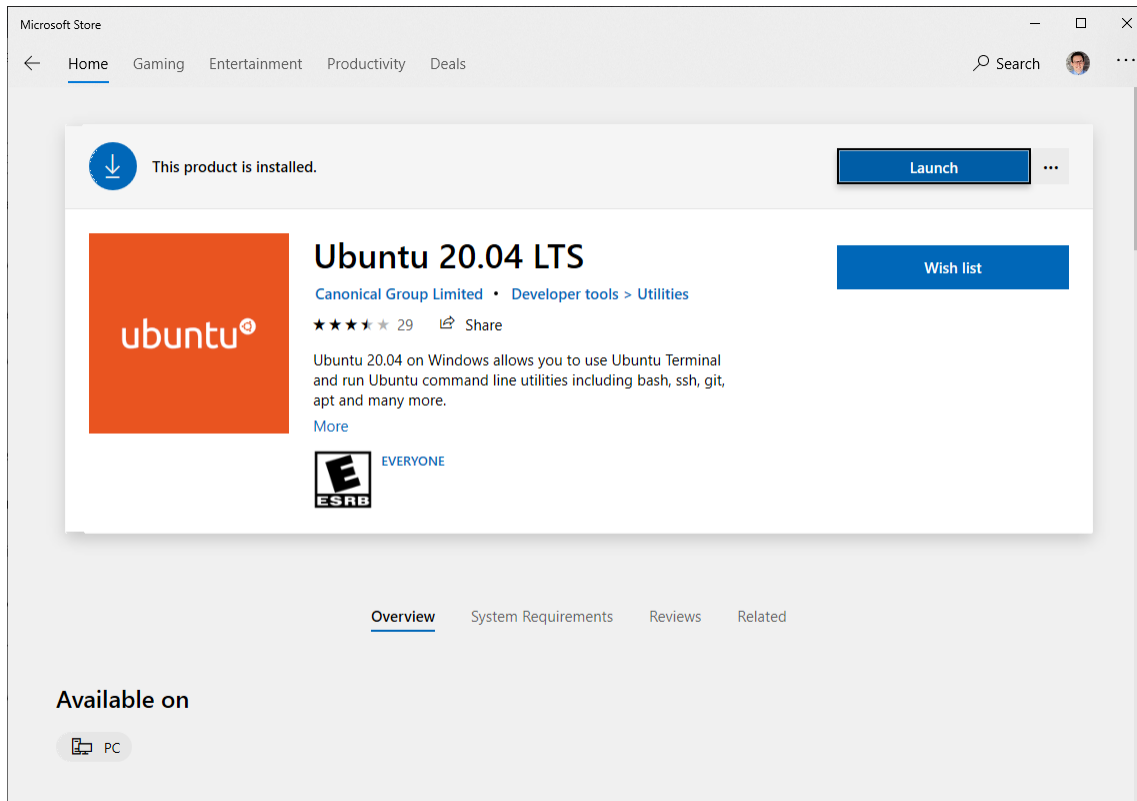 Microsoft Store
Home Gaming Entertainment Productivity Deals Search
This product is installed.
Launch
ubuntu
Ubuntu 20.04 LTS
Canonical Group Limited • Developer tools > Utilities
29 Share
Ubuntu 20.04 on Windows allows you to use Ubuntu Terminal
and run Ubuntu command line utilities including bash, ssh, git,
apt and many more.
More
E
ESRB
EVERYONE
Wish list
Overview System Requirements Reviews Related
Available on
PC